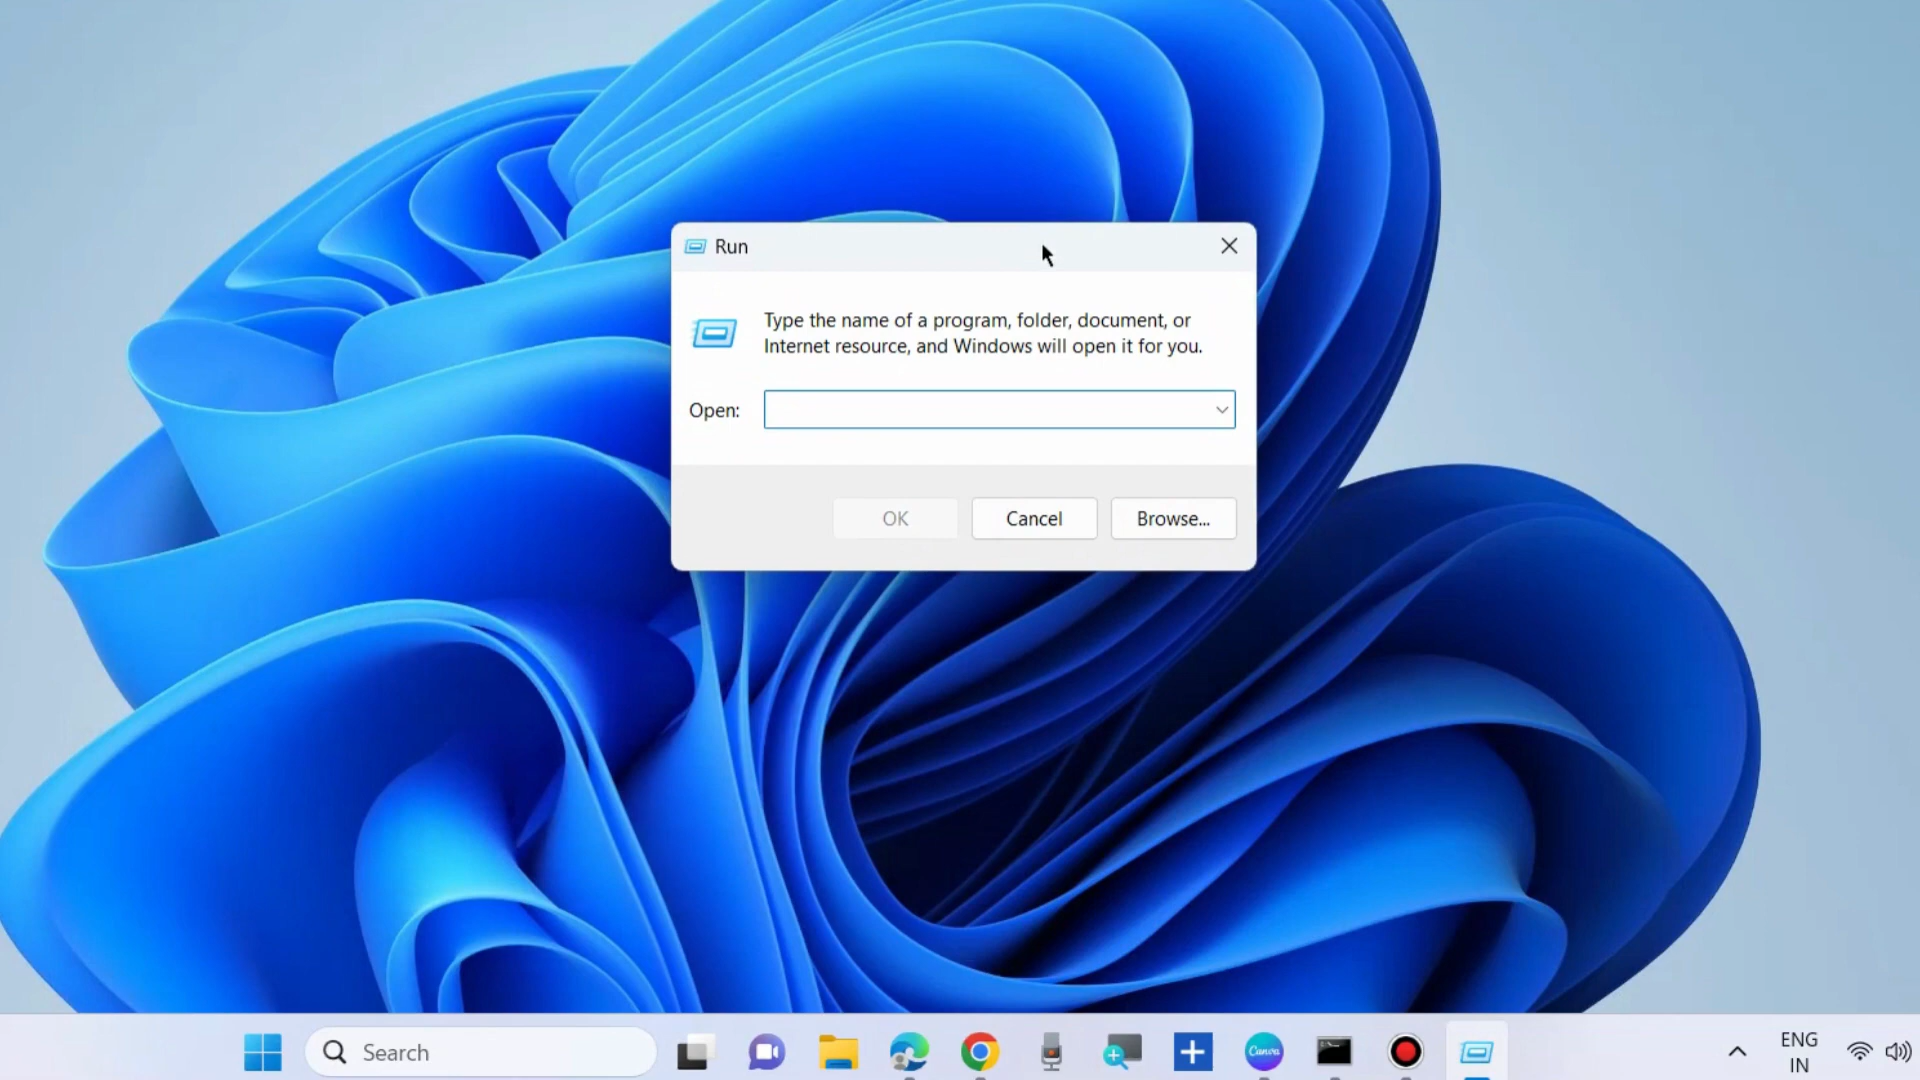 Run
Type the name of a program, folder, document, or
Internet resource, and Windows will open it for you.
Open:
OK
Cancel
Browse...
Search
Canva
ENG
IN